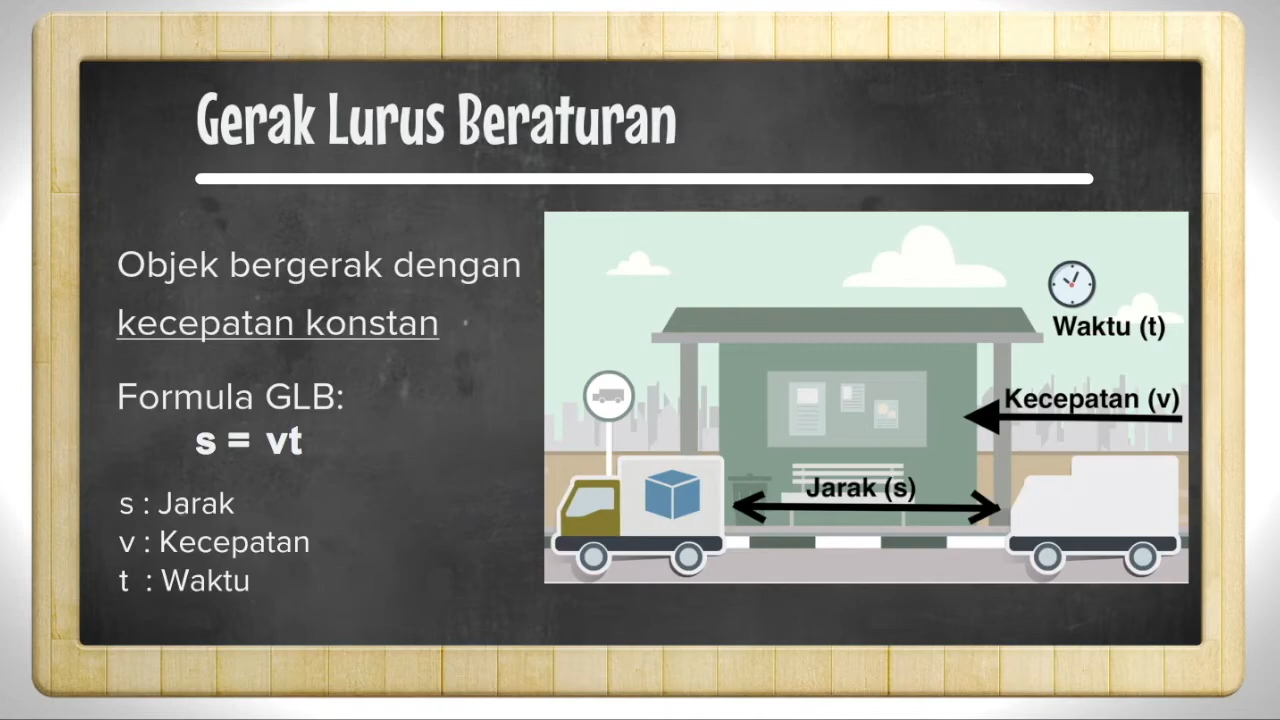 Gerak Lurus Beraturan
Objek bergerak dengan
kecepatan konstan
Formula GLB:
s = vt
s : Jarak
v : Kecepatan
t : Waktu
Waktu (t)
Kecepatan (v)
Jarak (s)